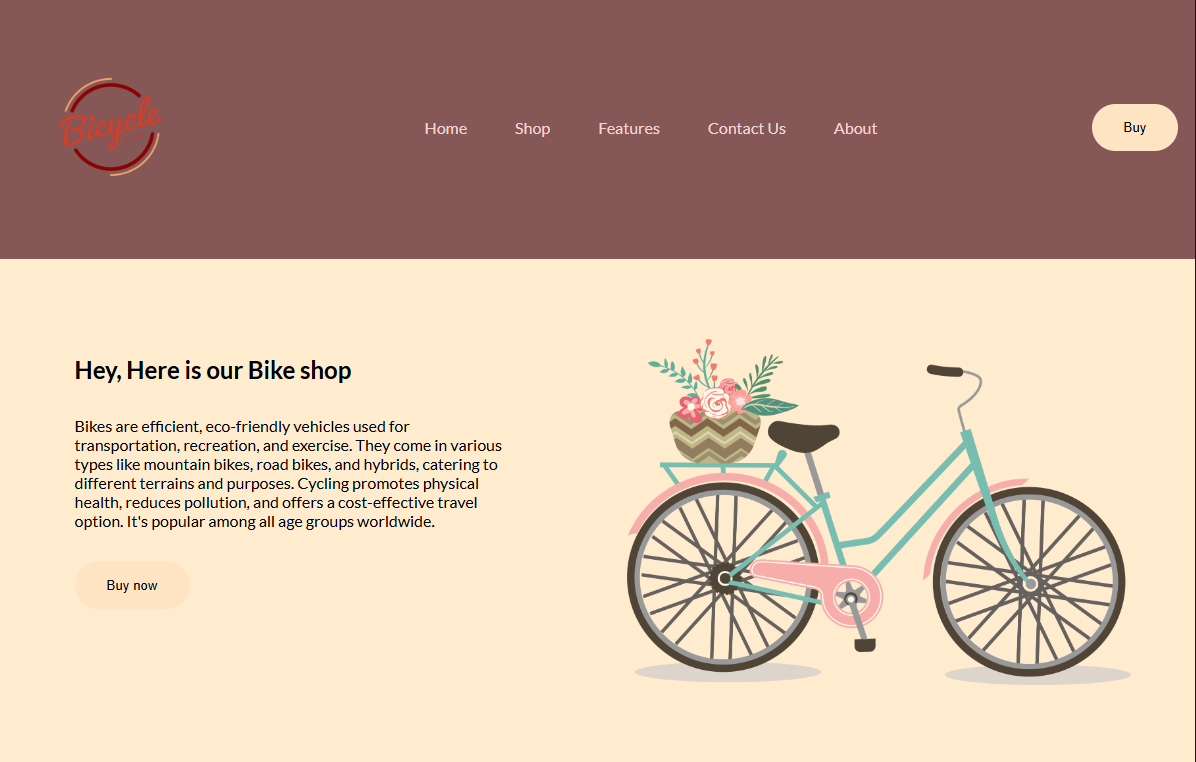 Bicycle
Home Shop Features Contact Us About
Buy
Hey, Here is our Bike shop
Bikes are efficient, eco-friendly vehicles used for
transportation, recreation, and exercise. They come in various
types like mountain bikes, road bikes, and hybrids, catering to
different terrains and purposes. Cycling promotes physical
health, reduces pollution, and offers a cost-effective travel
option. It's popular among all age groups worldwide.
Buy now